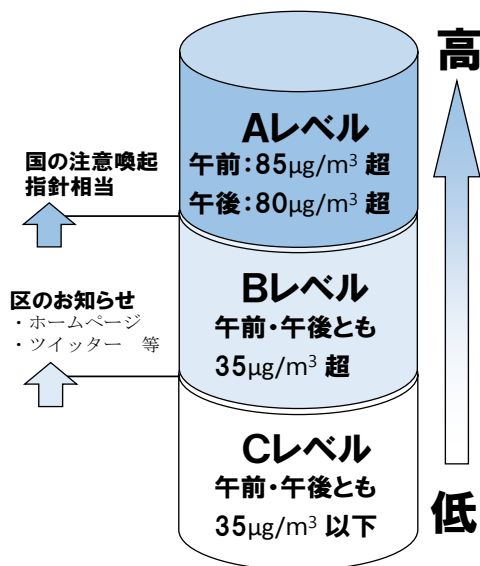 高
Aレベル
午前：85μg/m³ 超
午後：80μg/m³ 超
国の注意喚起
指針相当
Bレベル
午前・午後とも
35μg/m³ 超
区のお知らせ
・ホームページ
・ツイッター　等
Cレベル
午前・午後とも
35μg/m³ 以下
低